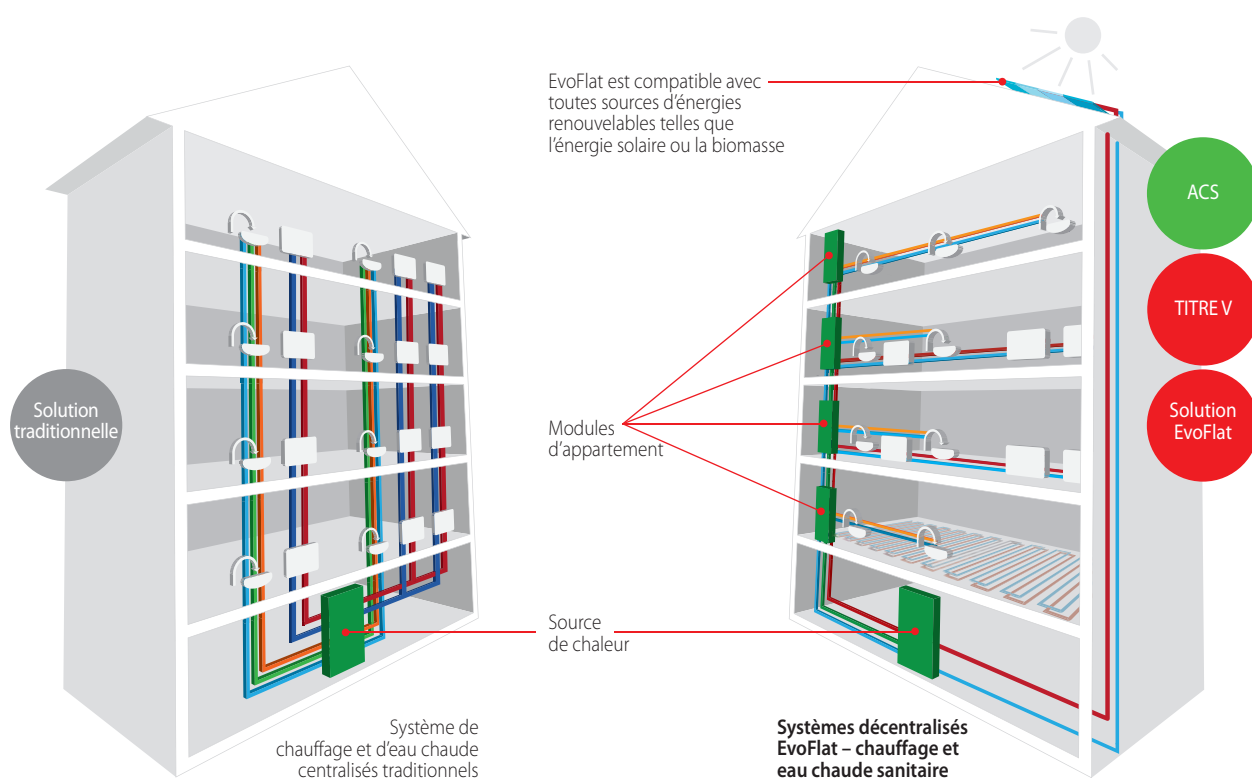 EvoFlat est compatible avec
toutes sources d'énergies
renouvelables telles que
l'énergie solaire ou la biomasse
ACS
TITRE V
Solution
EvoFlat
Solution
traditionnelle
Modules
d'appartement
Source
de chaleur
Système de
chauffage et d'eau chaude
centralisés traditionnels
Systèmes décentralisés
EvoFlat – chauffage et
eau chaude sanitaire